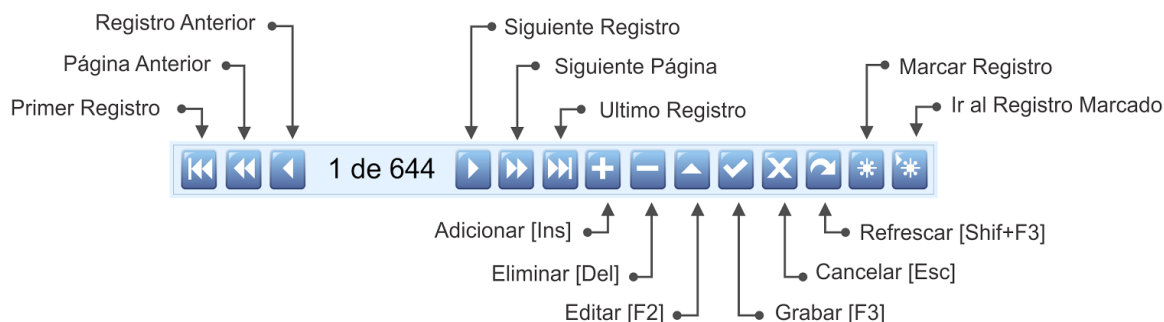 Registro Anterior
Siguiente Registro
Página Anterior
Siguiente Página
Marcar Registro
Primer Registro
Ultimo Registro
Ir al Registro Marcado
1 de 644
Adicionar [Ins]
Refrescar [Shif+F3]
Eliminar [Del]
Cancelar [Esc]
Editar [F2]
Grabar [F3]